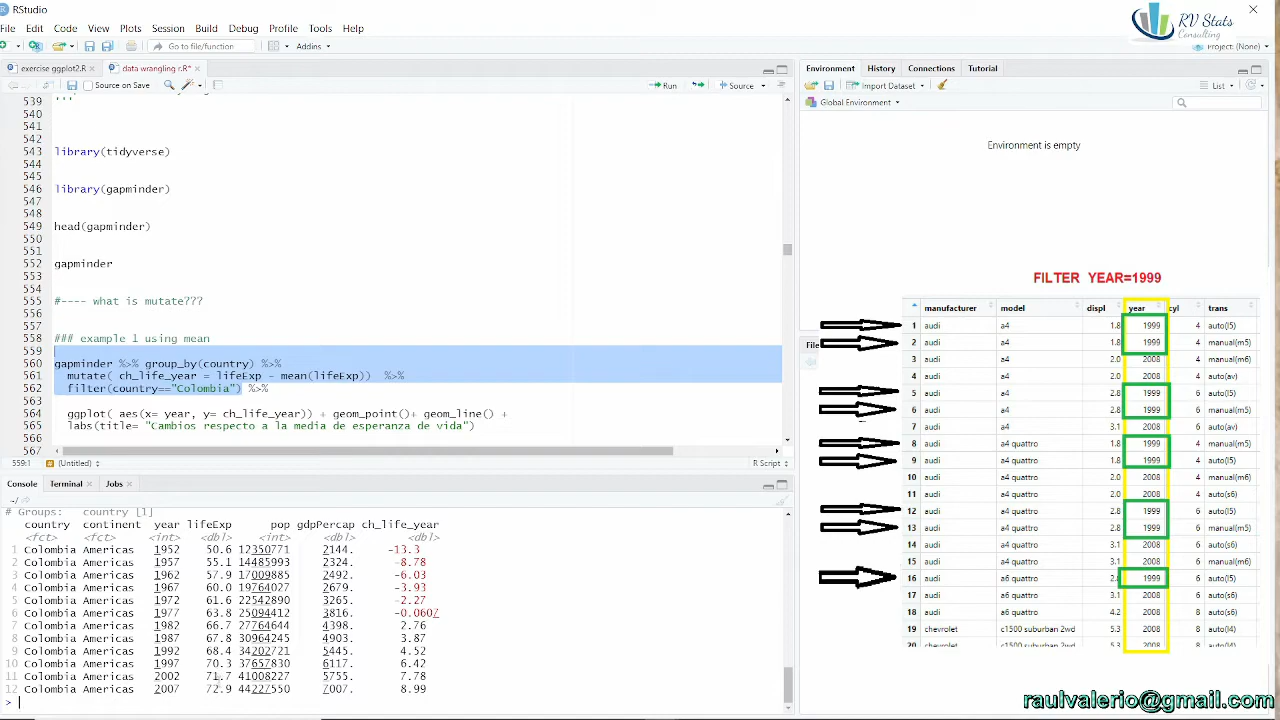 RStudio
File Edit Code View Plots Session Build Debug Profile Tools Help
Go to file/function Addins
Project: (None)
RV Stats
Consulting
exercise ggplot2.R × data wrangling r.R* ×
Source on Save Run Source
539 ```
540
541
542
543 library(tidyverse)
544
545
546 library(gapminder)
547
548
549 head(gapminder)
550
551
552 gapminder
553
554
555 #---- what is mutate???
556
557
558 ### example 1 using mean
559
560 gapminder %>% group_by(country) %>%
561 mutate( ch_life_year = lifeExp - mean(lifeExp)) %>%
562 filter(country=="Colombia") %>%
563
564 ggplot( aes(x= year, y= ch_life_year)) + geom_point()+ geom_line() +
565 labs(title= "Cambios respecto a la media de esperanza de vida")
566
559:1 (Untitled) R Script
Console Terminal × Jobs ×
~/
# Groups: country [1]
country continent year lifeExp pop gdpPercap ch_life_year
<fct> <fct> <int> <dbl> <int> <dbl> <dbl>
1 Colombia Americas 1952 50.6 12350771 2144. -13.3
2 Colombia Americas 1957 55.1 14485993 2324. -8.78
3 Colombia Americas 1962 57.9 17009885 2492. -6.03
4 Colombia Americas 1967 60.0 19764027 2679. -3.93
5 Colombia Americas 1972 61.6 22542890 3265. -2.27
6 Colombia Americas 1977 63.8 25094412 3816. -0.0607
7 Colombia Americas 1982 66.7 27764644 4398. 2.76
8 Colombia Americas 1987 67.8 30964245 4903. 3.87
9 Colombia Americas 1992 68.4 34202721 5445. 4.52
10 Colombia Americas 1997 70.3 37657830 6117. 6.42
11 Colombia Americas 2002 71.7 41008227 5755. 7.78
12 Colombia Americas 2007 72.9 44227550 7007. 8.99
>
Environment History Connections Tutorial
Import Dataset List
Global Environment
Environment is empty
File
FILTER YEAR=1999
manufacturer model displ year cyl trans
1 audi a4 1.8 1999 4 auto(l5)
2 audi a4 1.8 1999 4 manual(m5)
3 audi a4 2.0 2008 4 manual(m6)
4 audi a4 2.0 2008 4 auto(av)
5 audi a4 2.8 1999 6 auto(l5)
6 audi a4 2.8 1999 6 manual(m5)
7 audi a4 3.1 2008 6 auto(av)
8 audi a4 quattro 1.8 1999 4 manual(m5)
9 audi a4 quattro 1.8 1999 4 auto(l5)
10 audi a4 quattro 2.0 2008 4 manual(m6)
11 audi a4 quattro 2.0 2008 4 auto(s6)
12 audi a4 quattro 2.8 1999 6 auto(l5)
13 audi a4 quattro 2.8 1999 6 manual(m5)
14 audi a4 quattro 3.1 2008 6 auto(s6)
15 audi a4 quattro 3.1 2008 6 manual(m6)
16 audi a6 quattro 2.8 1999 6 auto(l5)
17 audi a6 quattro 3.1 2008 6 auto(s6)
18 audi a6 quattro 4.2 2008 8 auto(s6)
19 chevrolet c1500 suburban 2wd 5.3 2008 8 auto(l4)
20 chevrolet c1500 suburban 2wd 5.3 2008 8 auto(l4)
raulvalerio@gmail.com